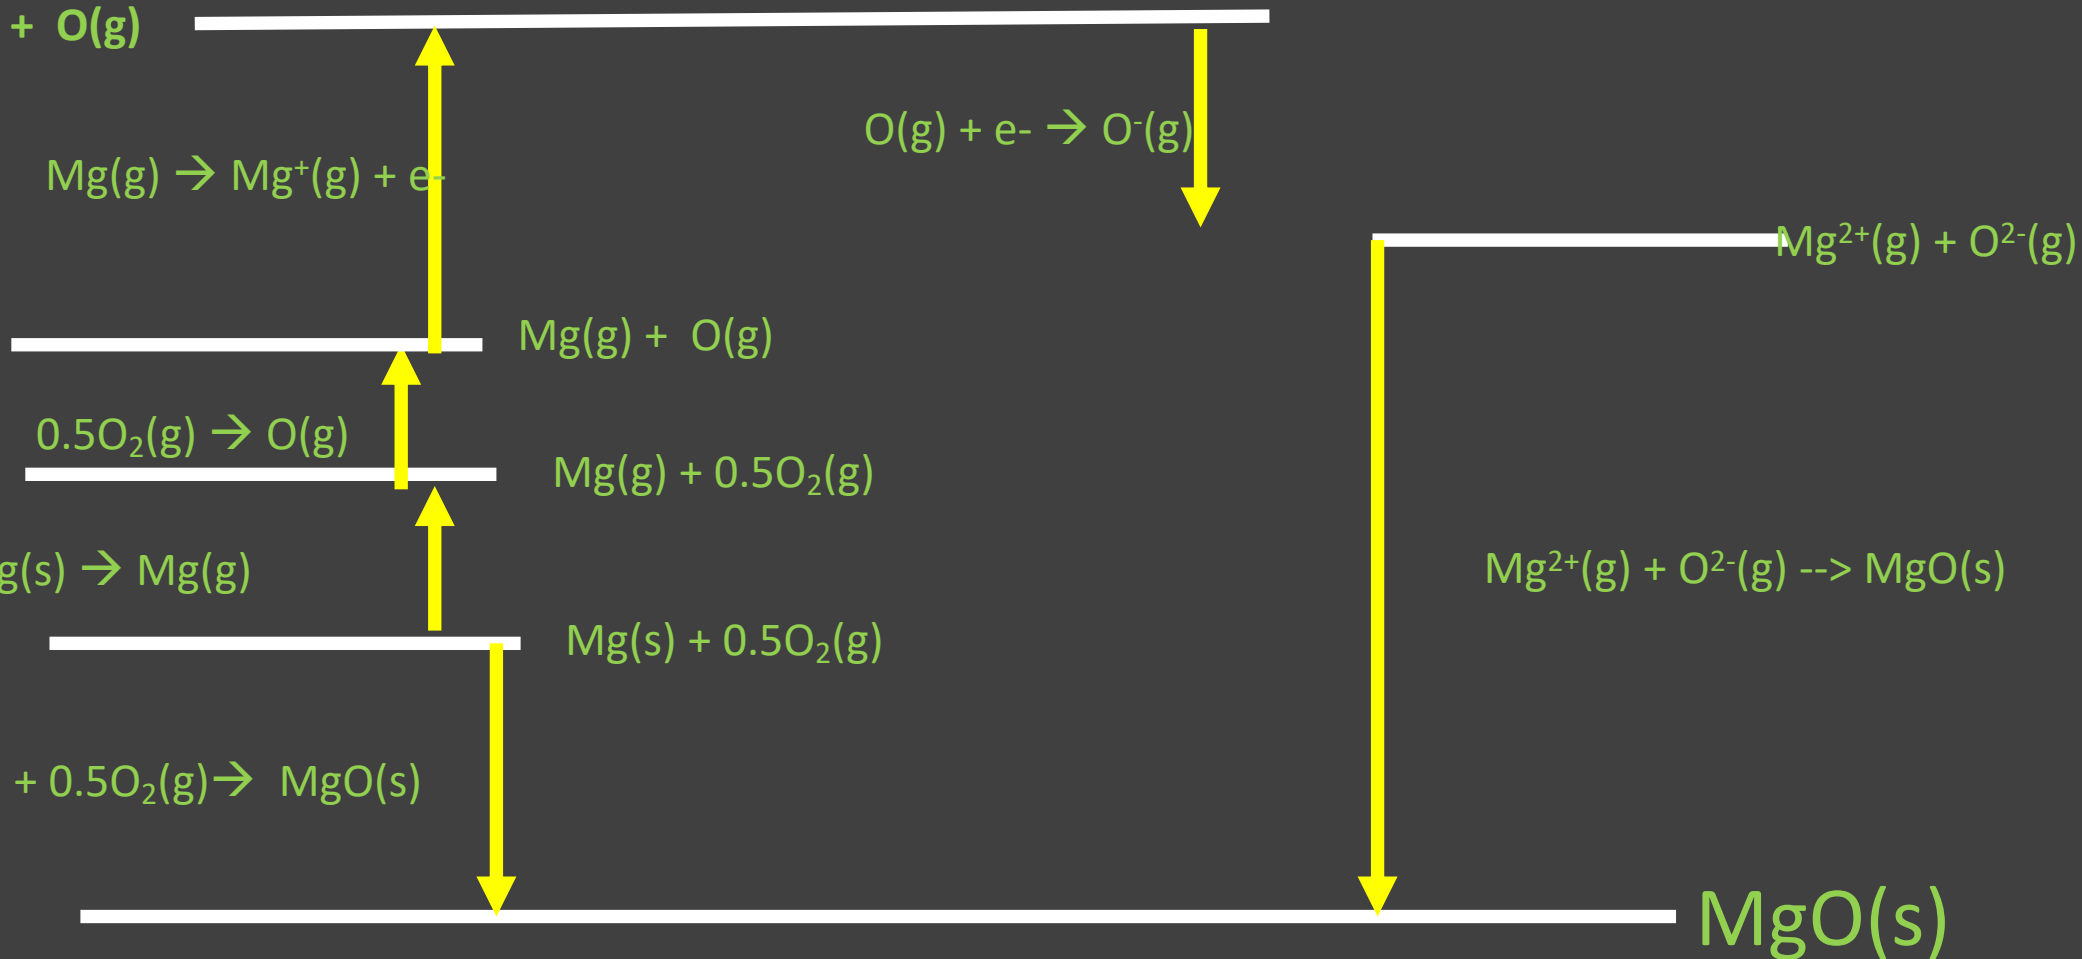 + O(g)
O(g) + e- → O⁻(g)
Mg(g) → Mg⁺(g) + e-
Mg²⁺(g) + O²⁻(g)
Mg(g) + O(g)
0.5O₂(g) → O(g)
Mg(g) + 0.5O₂(g)
g(s) → Mg(g)
Mg²⁺(g) + O²⁻(g) --> MgO(s)
Mg(s) + 0.5O₂(g)
+ 0.5O₂(g)→ MgO(s)
MgO(s)